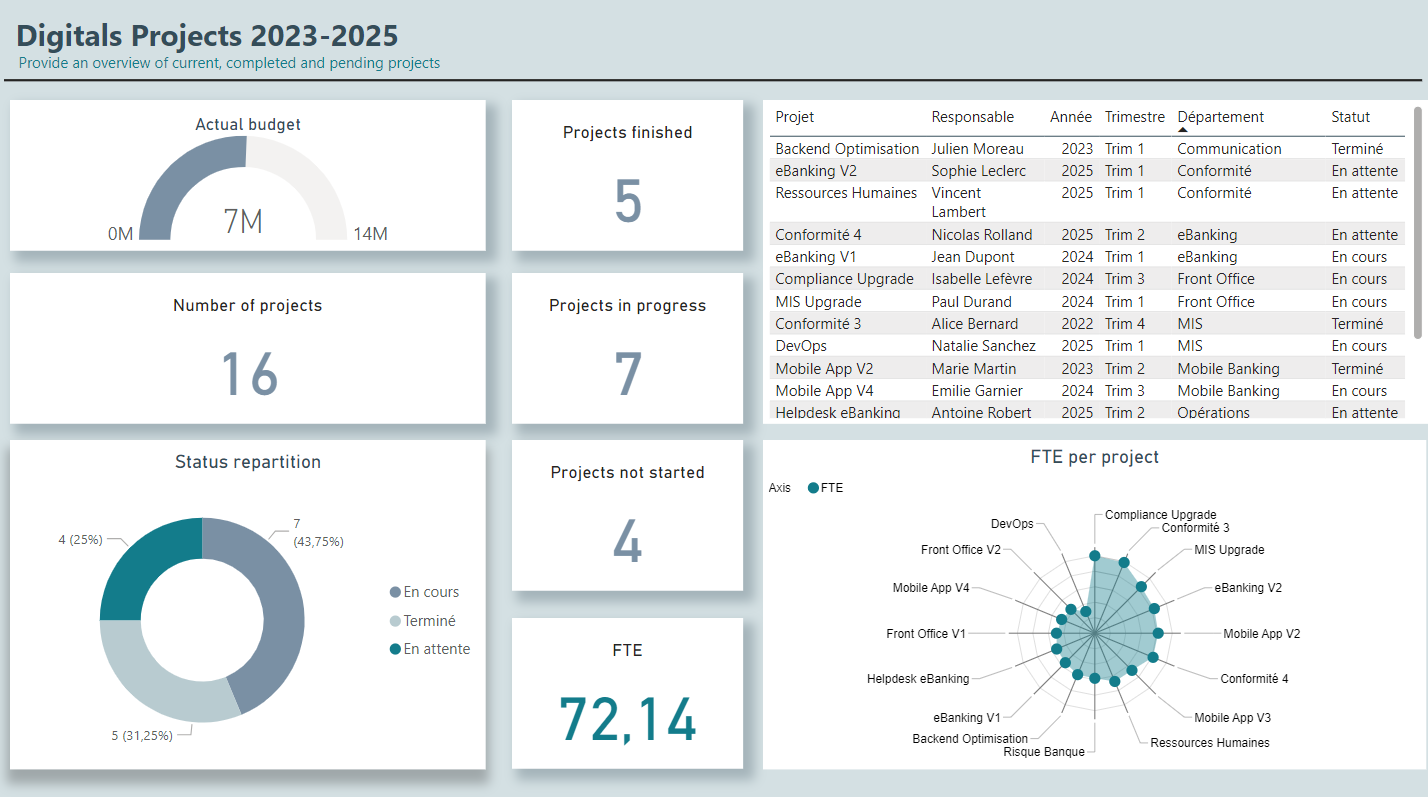 Digitals Projects 2023-2025
Provide an overview of current, completed and pending projects
Actual budget
0M
7M
14M
Projects finished
5
Number of projects
16
Projects in progress
7
Status repartition
4 (25%)
7
(43,75%)
5 (31,25%)
En cours
Terminé
En attente
Projects not started
4
FTE
72,14
Projet Responsable Année Trimestre Département Statut
Backend Optimisation Julien Moreau 2023 Trim 1 Communication Terminé
eBanking V2 Sophie Leclerc 2025 Trim 1 Conformité En attente
Ressources Humaines Vincent Lambert 2025 Trim 1 Conformité En attente
Conformité 4 Nicolas Rolland 2025 Trim 2 eBanking En attente
eBanking V1 Jean Dupont 2024 Trim 1 eBanking En cours
Compliance Upgrade Isabelle Lefèvre 2024 Trim 3 Front Office En cours
MIS Upgrade Paul Durand 2024 Trim 1 Front Office En cours
Conformité 3 Alice Bernard 2022 Trim 4 MIS Terminé
DevOps Natalie Sanchez 2025 Trim 1 MIS En cours
Mobile App V2 Marie Martin 2023 Trim 2 Mobile Banking Terminé
Mobile App V4 Emilie Garnier 2024 Trim 3 Mobile Banking En cours
Helpdesk eBanking Antoine Robert 2025 Trim 2 Opérations En attente
FTE per project
Axis FTE
Compliance Upgrade
Conformité 3
MIS Upgrade
eBanking V2
Mobile App V2
Conformité 4
Mobile App V3
Ressources Humaines
Risque Banque
Backend Optimisation
eBanking V1
Helpdesk eBanking
Front Office V1
Mobile App V4
Front Office V2
DevOps